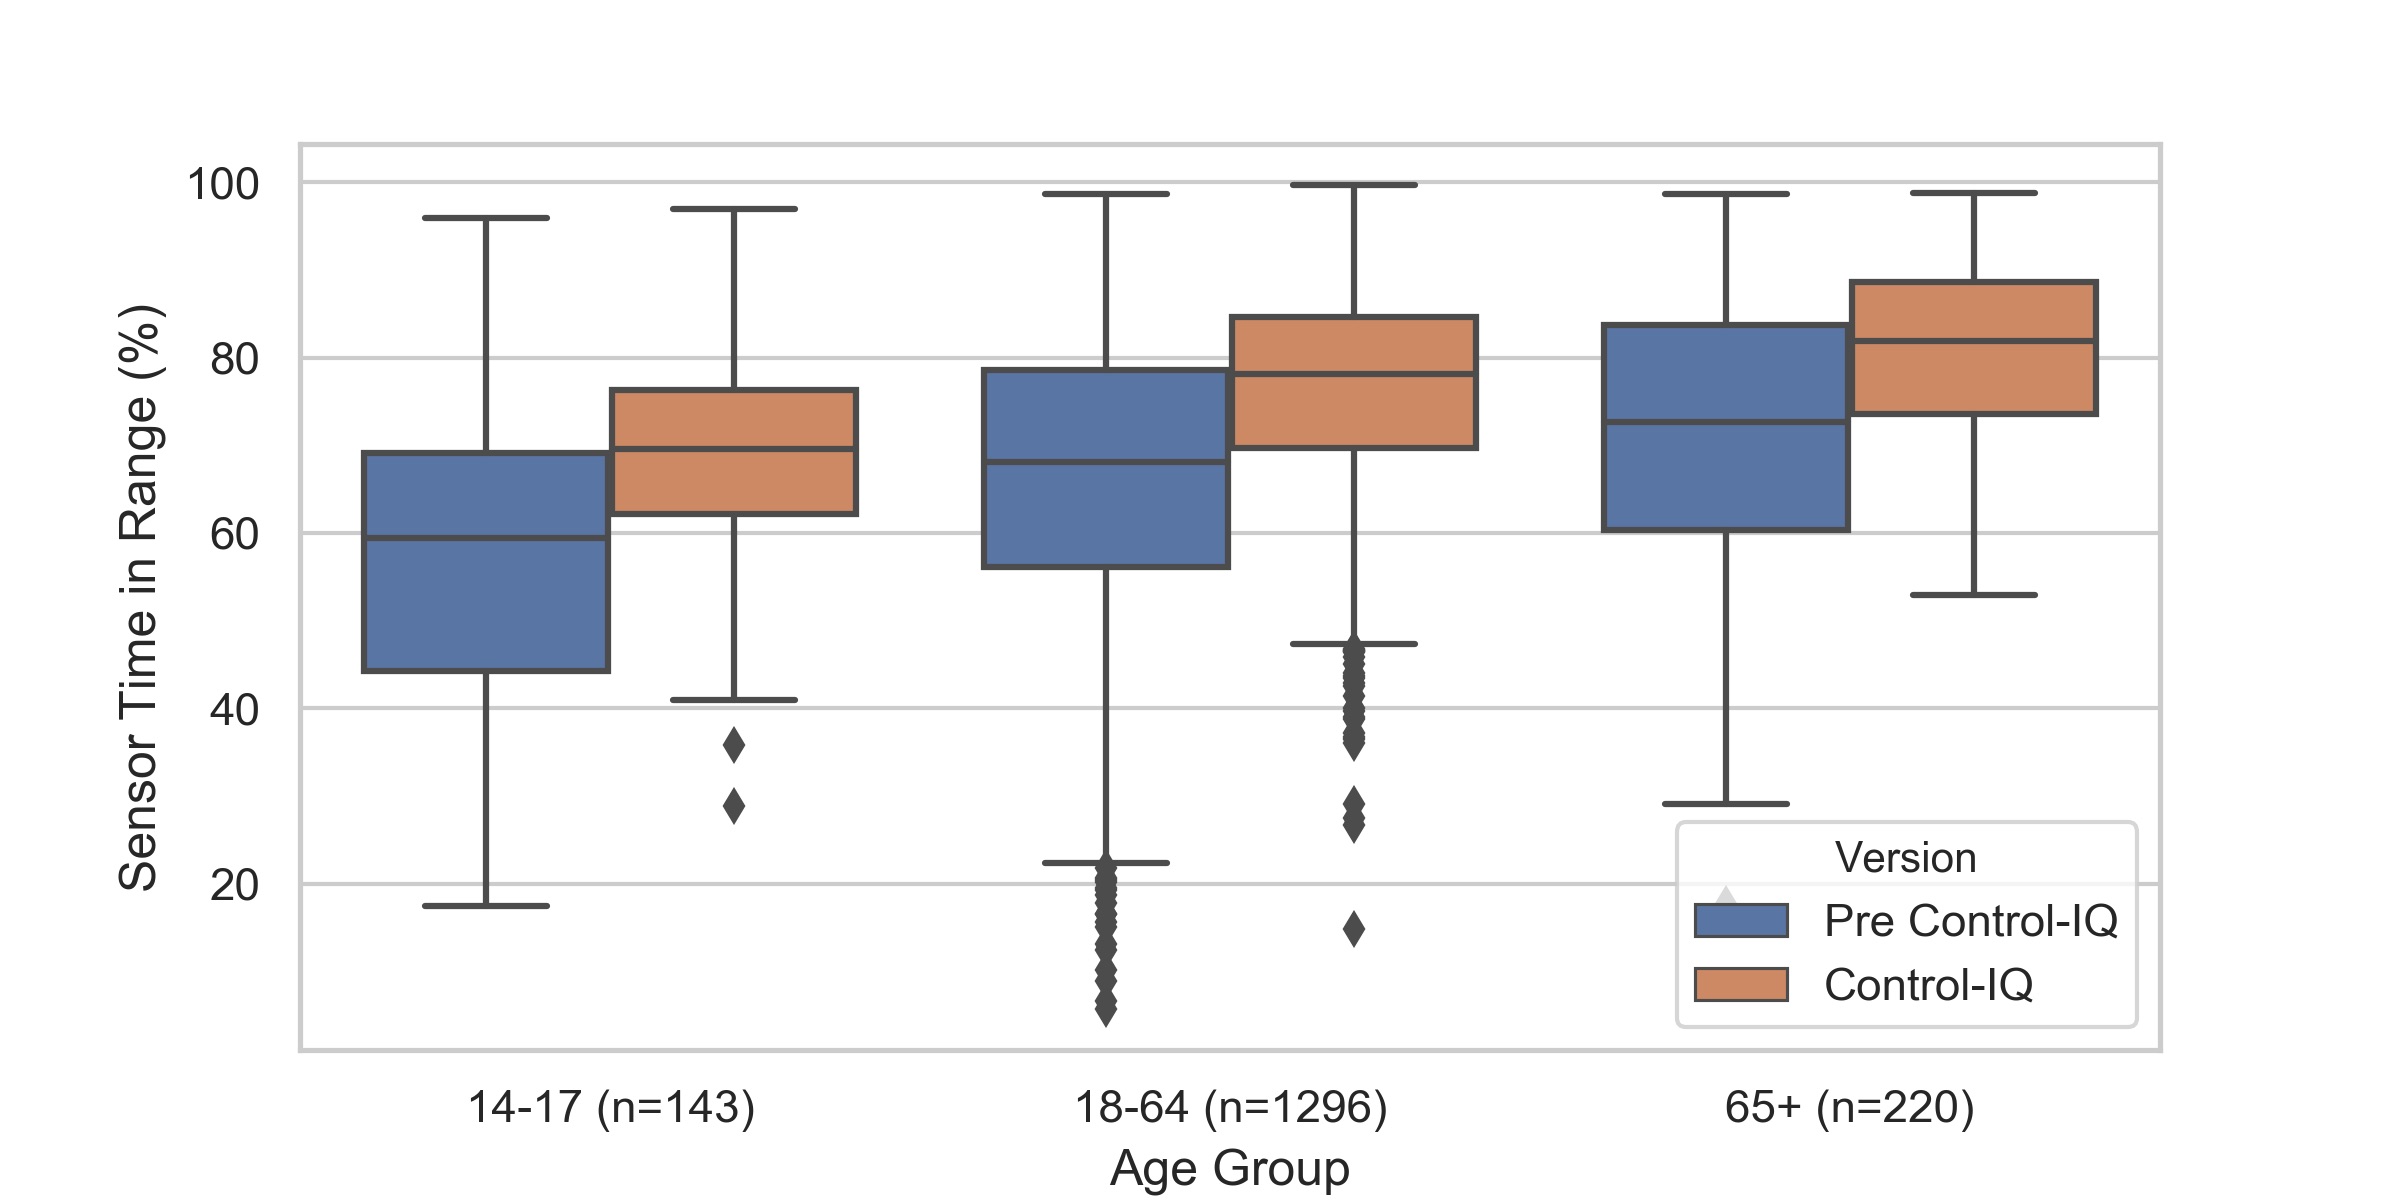 Sensor Time in Range (%)
100
80
60
40
20
Version
Pre Control-IQ
Control-IQ
14-17 (n=143)
18-64 (n=1296)
65+ (n=220)
Age Group